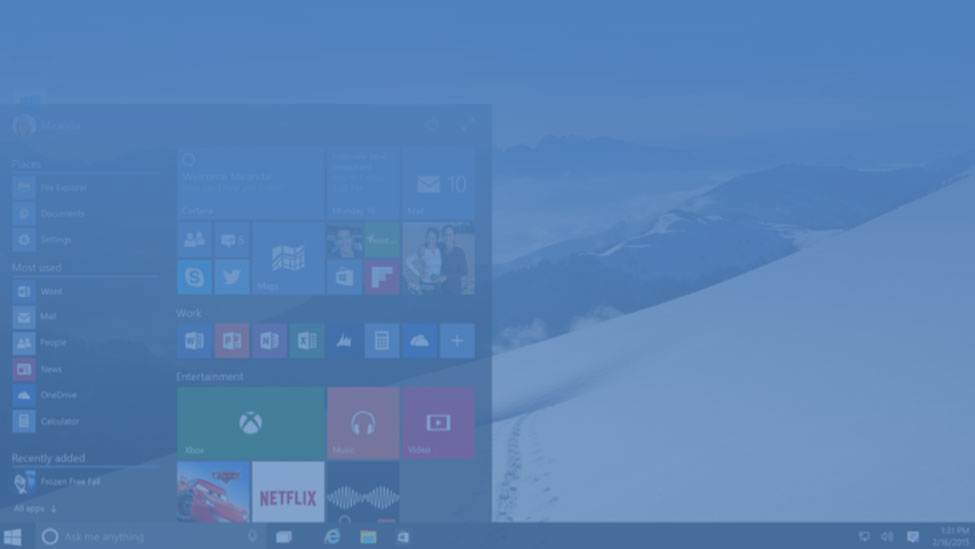 Miranda
Places
File Explorer
Documents
Settings
Most used
Word
Mail
People
News
OneDrive
Calculator
Recently added
Frozen Free Fall
All apps
Welcome Miranda!
Cortana
Monday 16
10
Mail
5
Maps
Photos
Work
Entertainment
Xbox
Music
Video
NETFLIX
Ask me anything
1:31 PM
2/16/2015